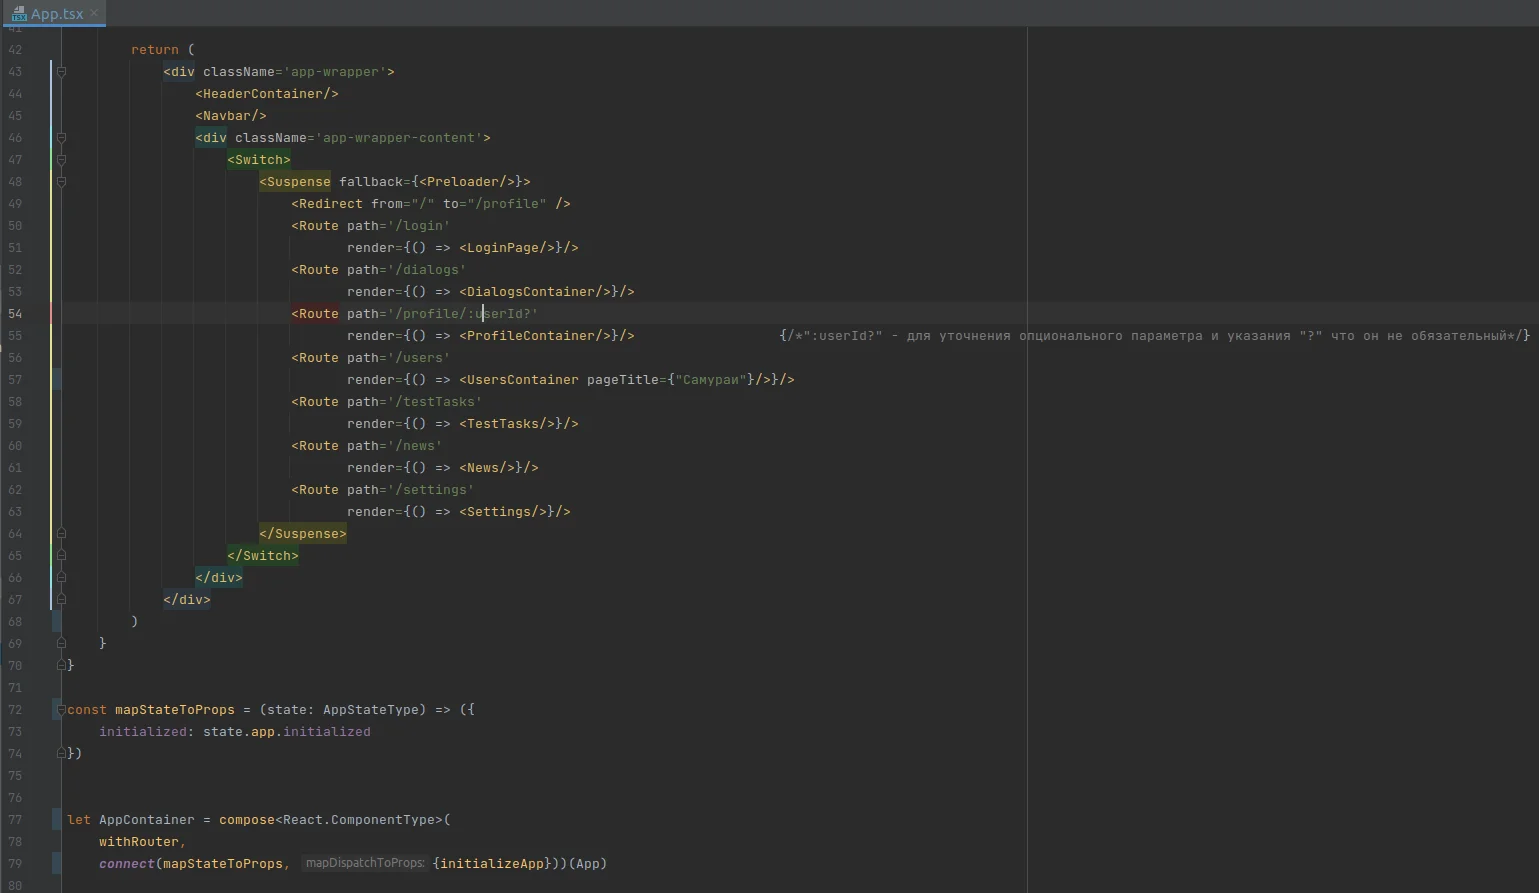 App.tsx
41
42 return (
43 <div className='app-wrapper'>
44 <HeaderContainer/>
45 <Navbar/>
46 <div className='app-wrapper-content'>
47 <Switch>
48 <Suspense fallback={<Preloader/>}>
49 <Redirect from="/" to="/profile" />
50 <Route path='/login'
51 render={() => <LoginPage/>}/>
52 <Route path='/dialogs'
53 render={() => <DialogsContainer/>}/>
54 <Route path='/profile/:userId?'
55 render={() => <ProfileContainer/>}/> {/*":userId?" - для уточнения опционального параметра и указания "?" что он не обязательный*/}
56 <Route path='/users'
57 render={() => <UsersContainer pageTitle={"Самураи"}/>}/>
58 <Route path='/testTasks'
59 render={() => <TestTasks/>}/>
60 <Route path='/news'
61 render={() => <News/>}/>
62 <Route path='/settings'
63 render={() => <Settings/>}/>
64 </Suspense>
65 </Switch>
66 </div>
67 </div>
68 )
69 }
70 }
71
72 const mapStateToProps = (state: AppStateType) => ({
73 initialized: state.app.initialized
74 })
75
76
77 let AppContainer = compose<React.ComponentType>(
78 withRouter,
79 connect(mapStateToProps, mapDispatchToProps: {initializeApp}))(App)
80